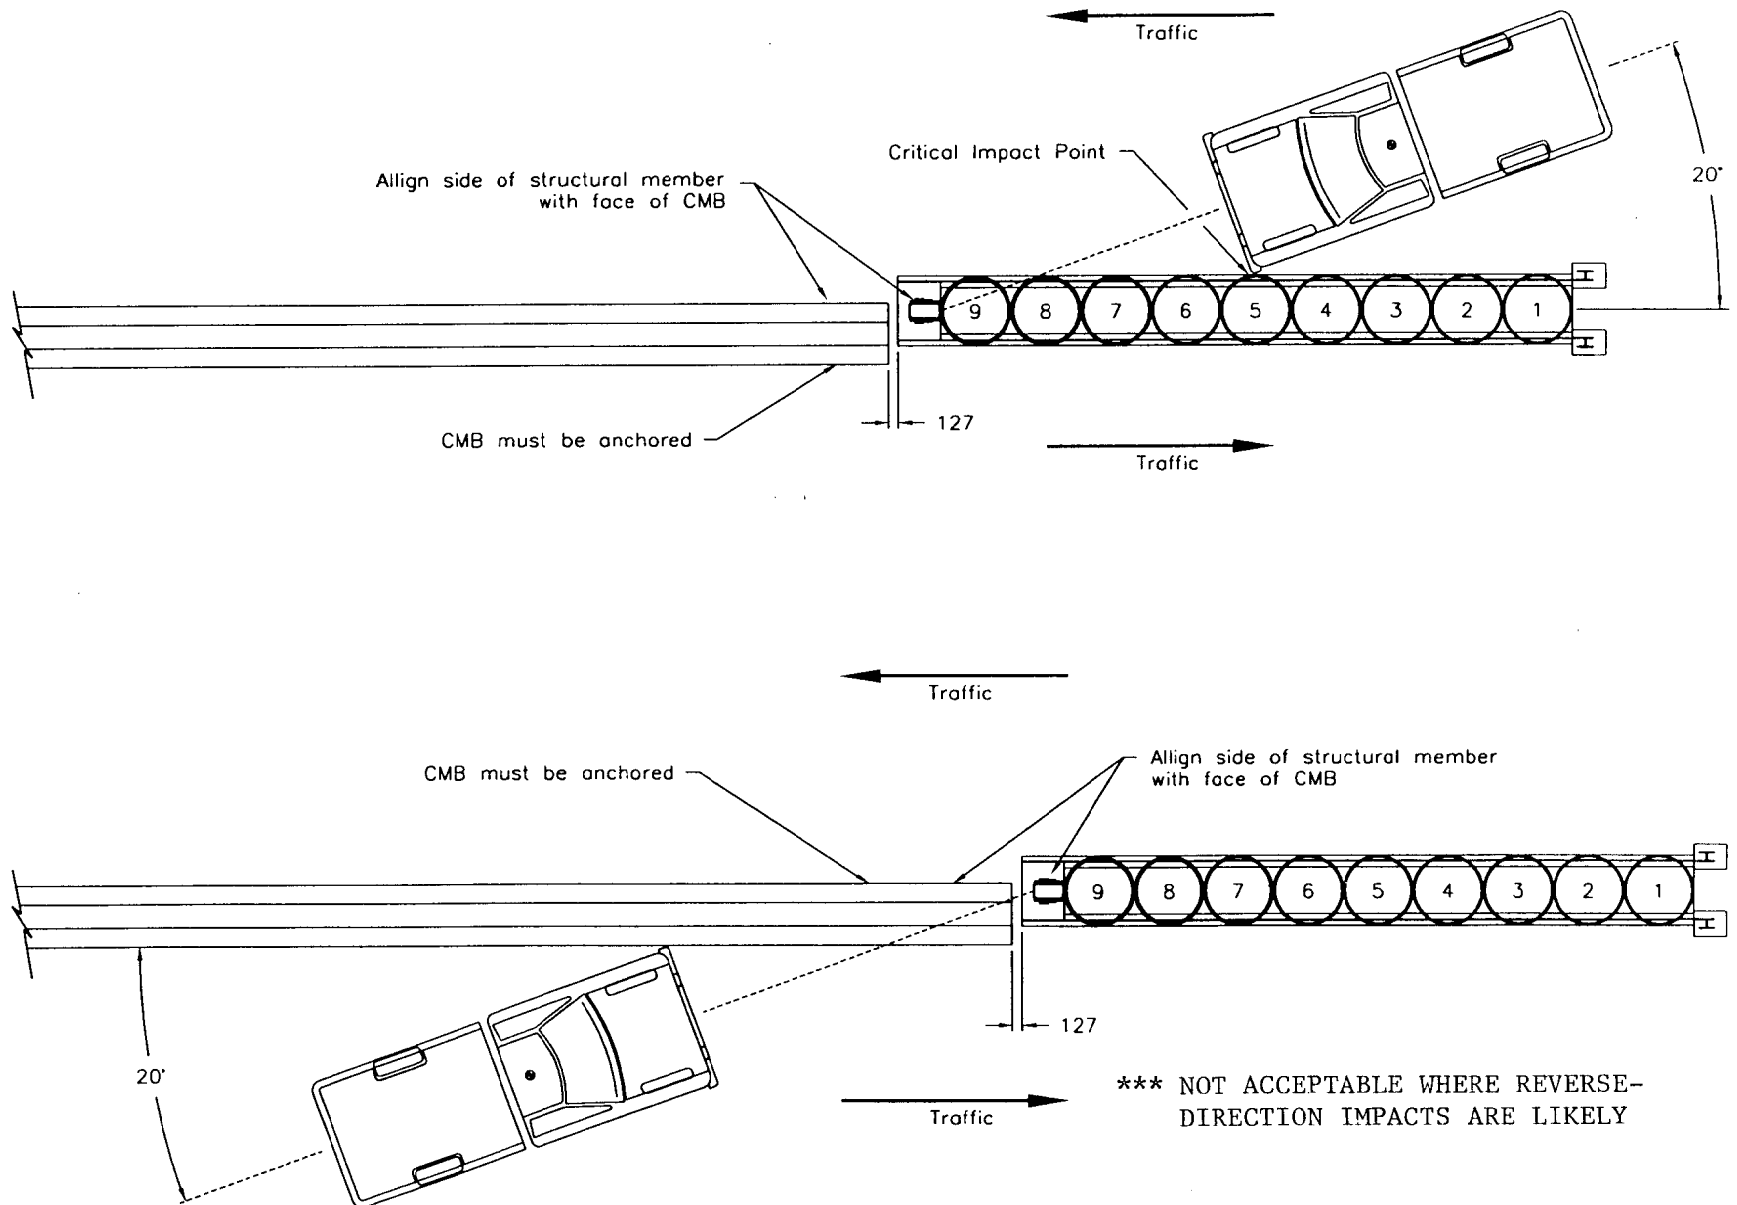 Traffic
Critical Impact Point
20°
Allign side of structural member
with face of CMB
9 8 7 6 5 4 3 2 1
127
CMB must be anchored
Traffic
Traffic
CMB must be anchored
Allign side of structural member
with face of CMB
9 8 7 6 5 4 3 2 1
127
20°
Traffic
*** NOT ACCEPTABLE WHERE REVERSE-
DIRECTION IMPACTS ARE LIKELY